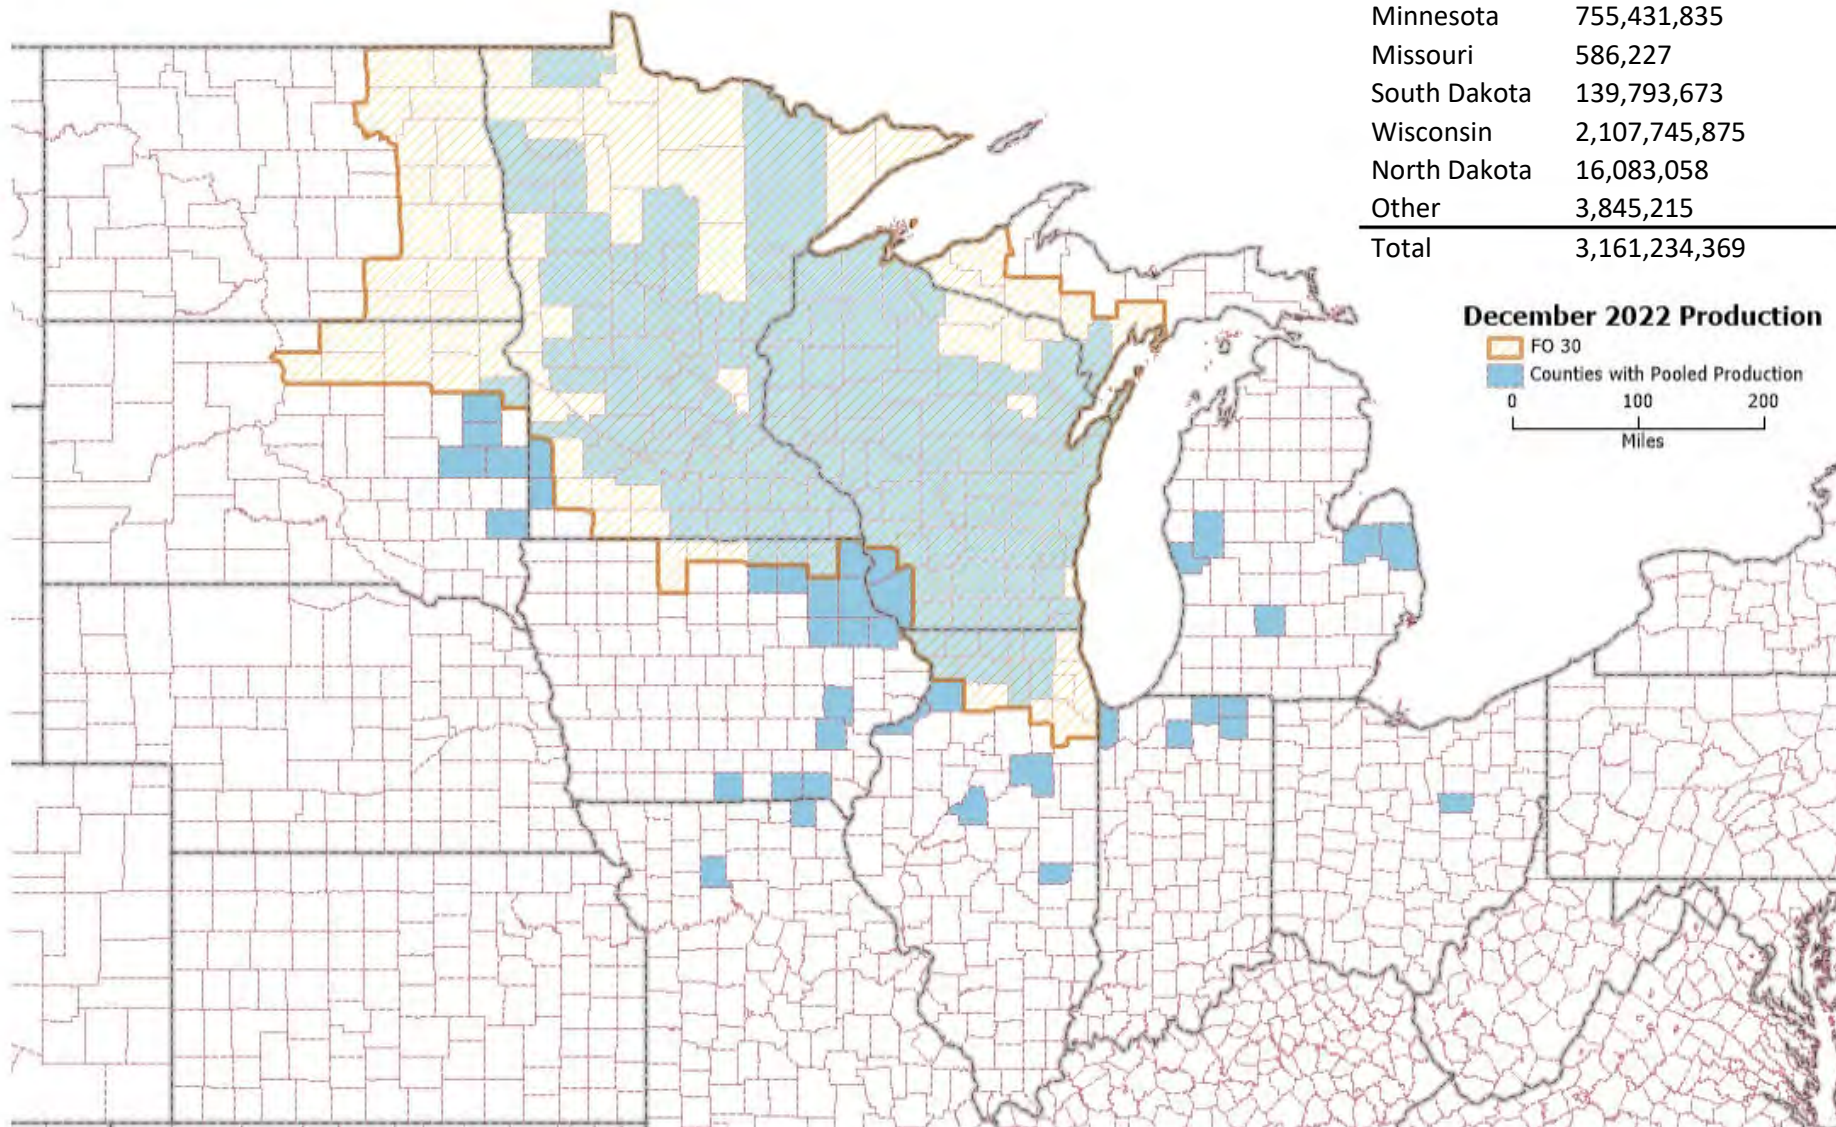 Minnesota 755,431,835
Missouri 586,227
South Dakota 139,793,673
Wisconsin 2,107,745,875
North Dakota 16,083,058
Other 3,845,215
Total 3,161,234,369
December 2022 Production
FO 30
Counties with Pooled Production
0 100 200
Miles